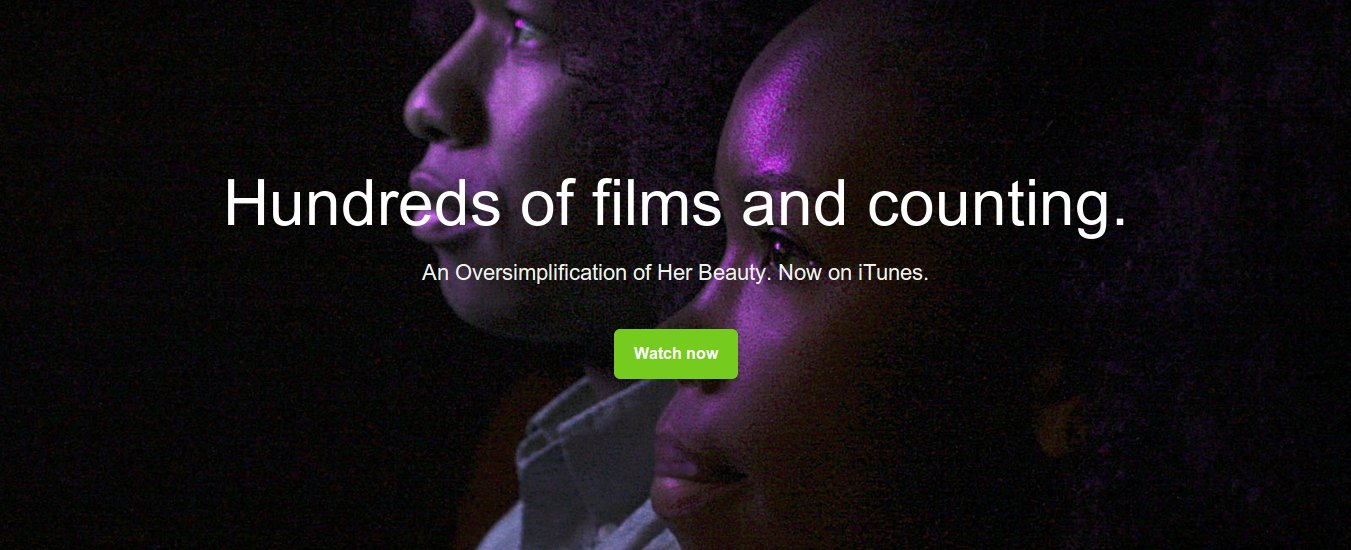 Hundreds of films and counting.
An Oversimplification of Her Beauty. Now on iTunes.
Watch now